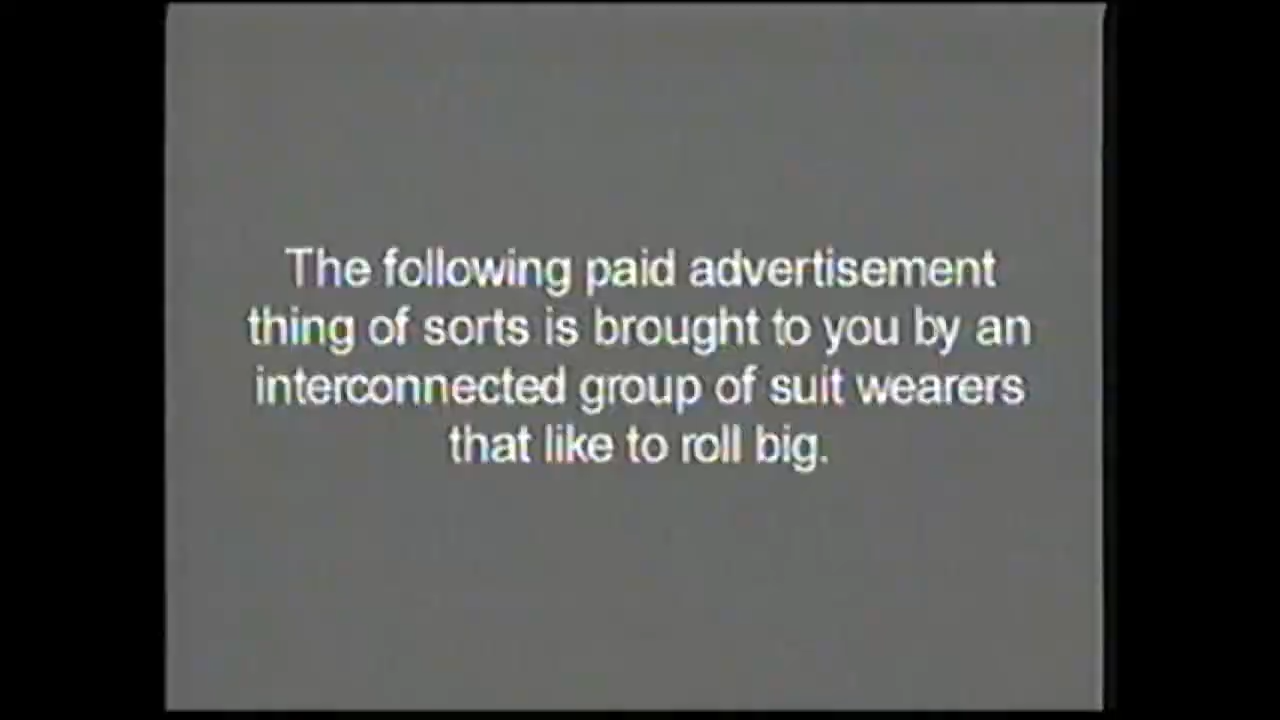 The following paid advertisement
thing of sorts is brought to you by an
interconnected group of suit wearers
that like to roll big.